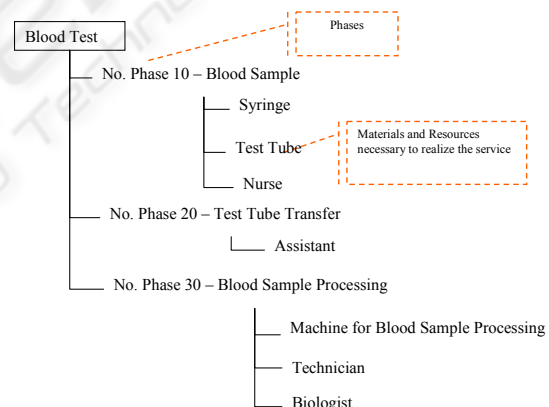 Blood Test
Phases
No. Phase 10 – Blood Sample
Syringe
Test Tube
Materials and Resources
necessary to realize the service
Nurse
No. Phase 20 – Test Tube Transfer
Assistant
No. Phase 30 – Blood Sample Processing
Machine for Blood Sample Processing
Technician
Biologist